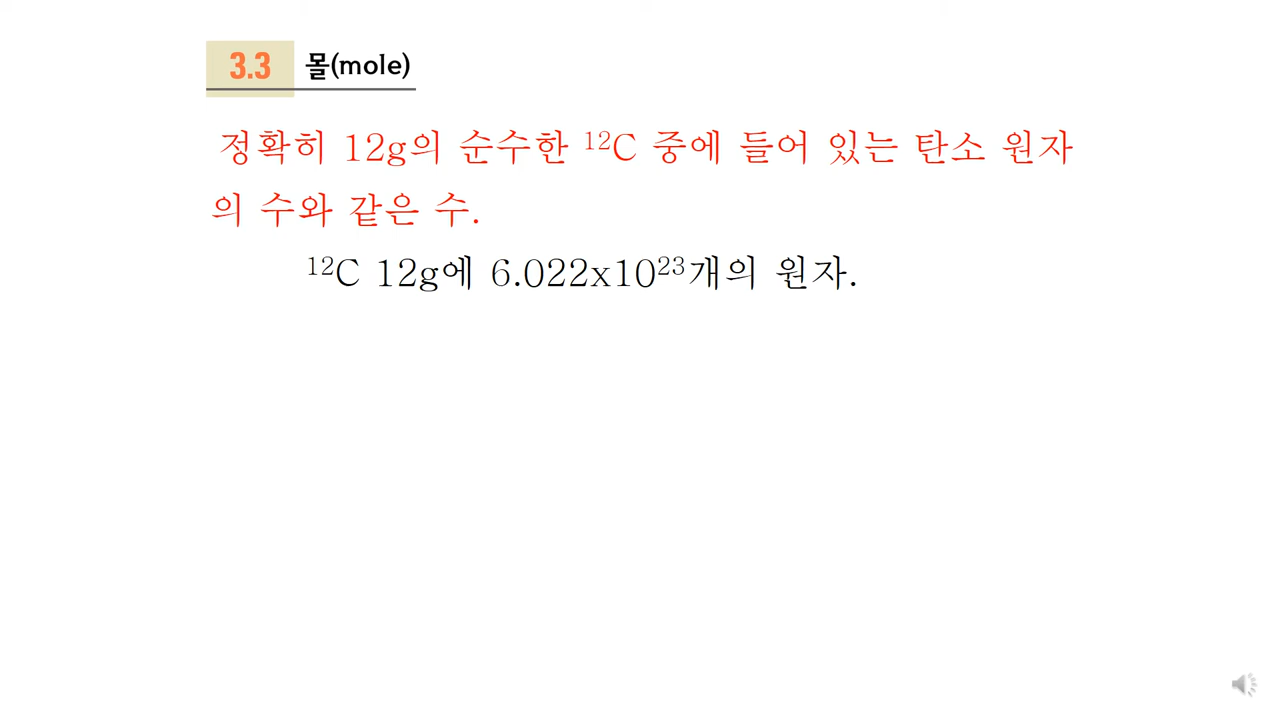 3.3 몰(mole)
정확히 12g의 순수한 ¹²C 중에 들어 있는 탄소 원자
의 수와 같은 수.
¹²C 12g에 6.022x10²³개의 원자.